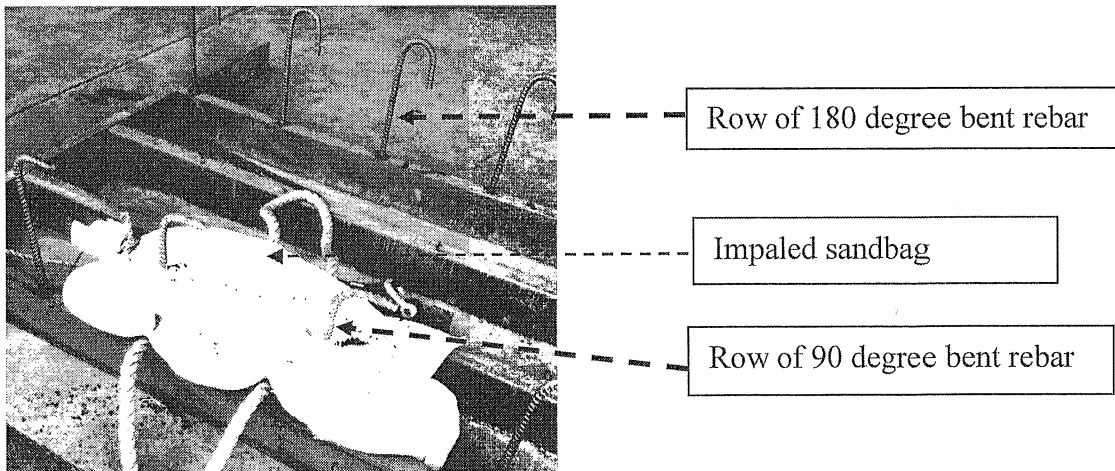 Row of 180 degree bent rebar
Impaled sandbag
Row of 90 degree bent rebar